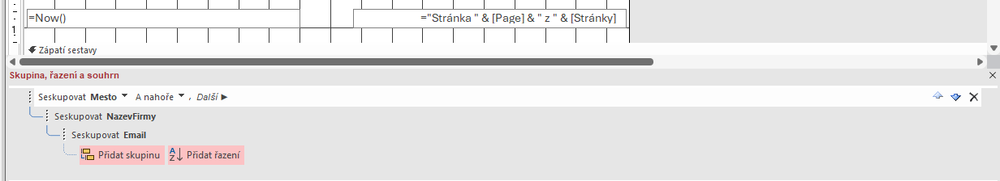 =Now() ="Stránka " & [Page] & " z " & [Stránky]
1
Zápatí sestavy
Skupina, řazení a souhrn
Seskupovat Mesto A nahoře , Další
Seskupovat NazevFirmy
Seskupovat Email
Přidat skupinu A Z Přidat řazení